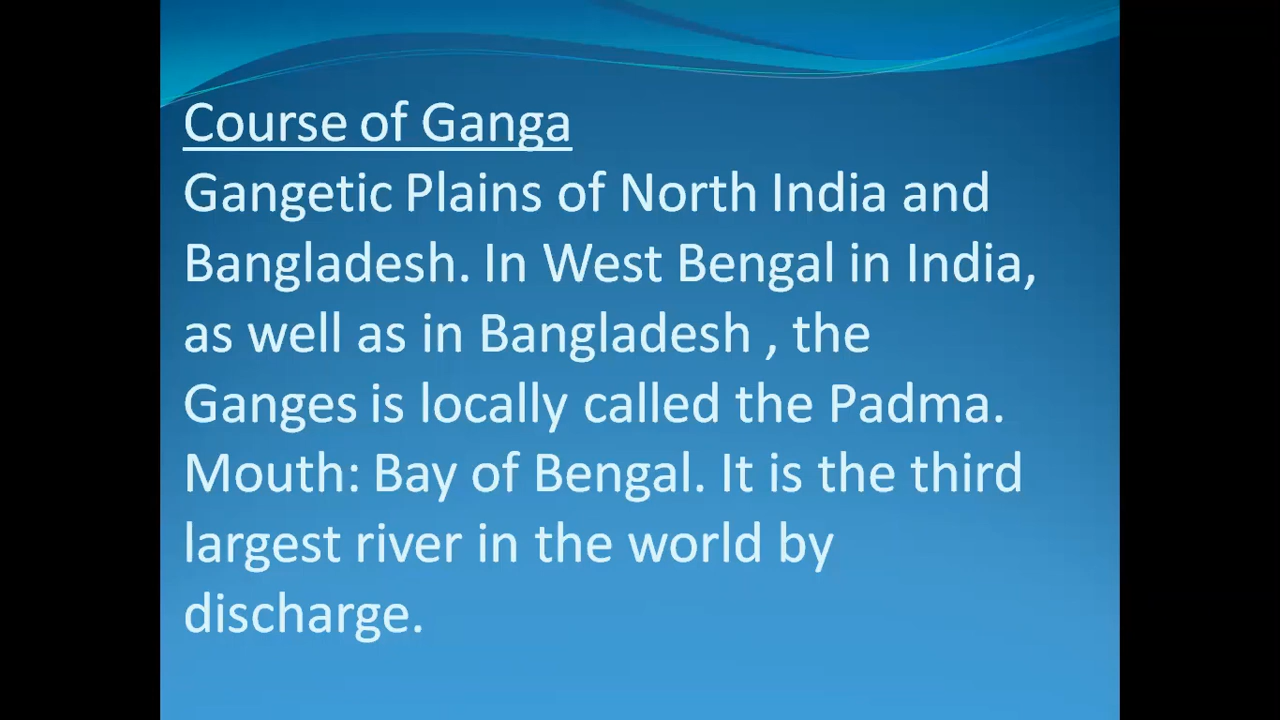 Course of Ganga
Gangetic Plains of North India and
Bangladesh. In West Bengal in India,
as well as in Bangladesh , the
Ganges is locally called the Padma.
Mouth: Bay of Bengal. It is the third
largest river in the world by
discharge.